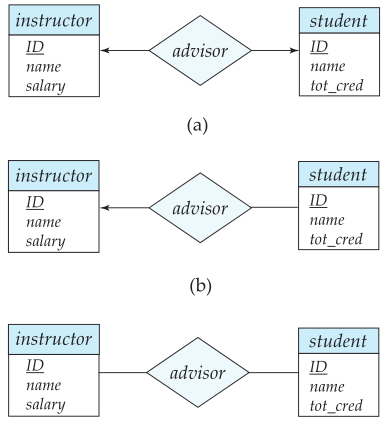 instructor
ID
name
salary
advisor
student
ID
name
tot_cred
(a)
instructor
ID
name
salary
advisor
student
ID
name
tot_cred
(b)
instructor
ID
name
salary
advisor
student
ID
name
tot_cred